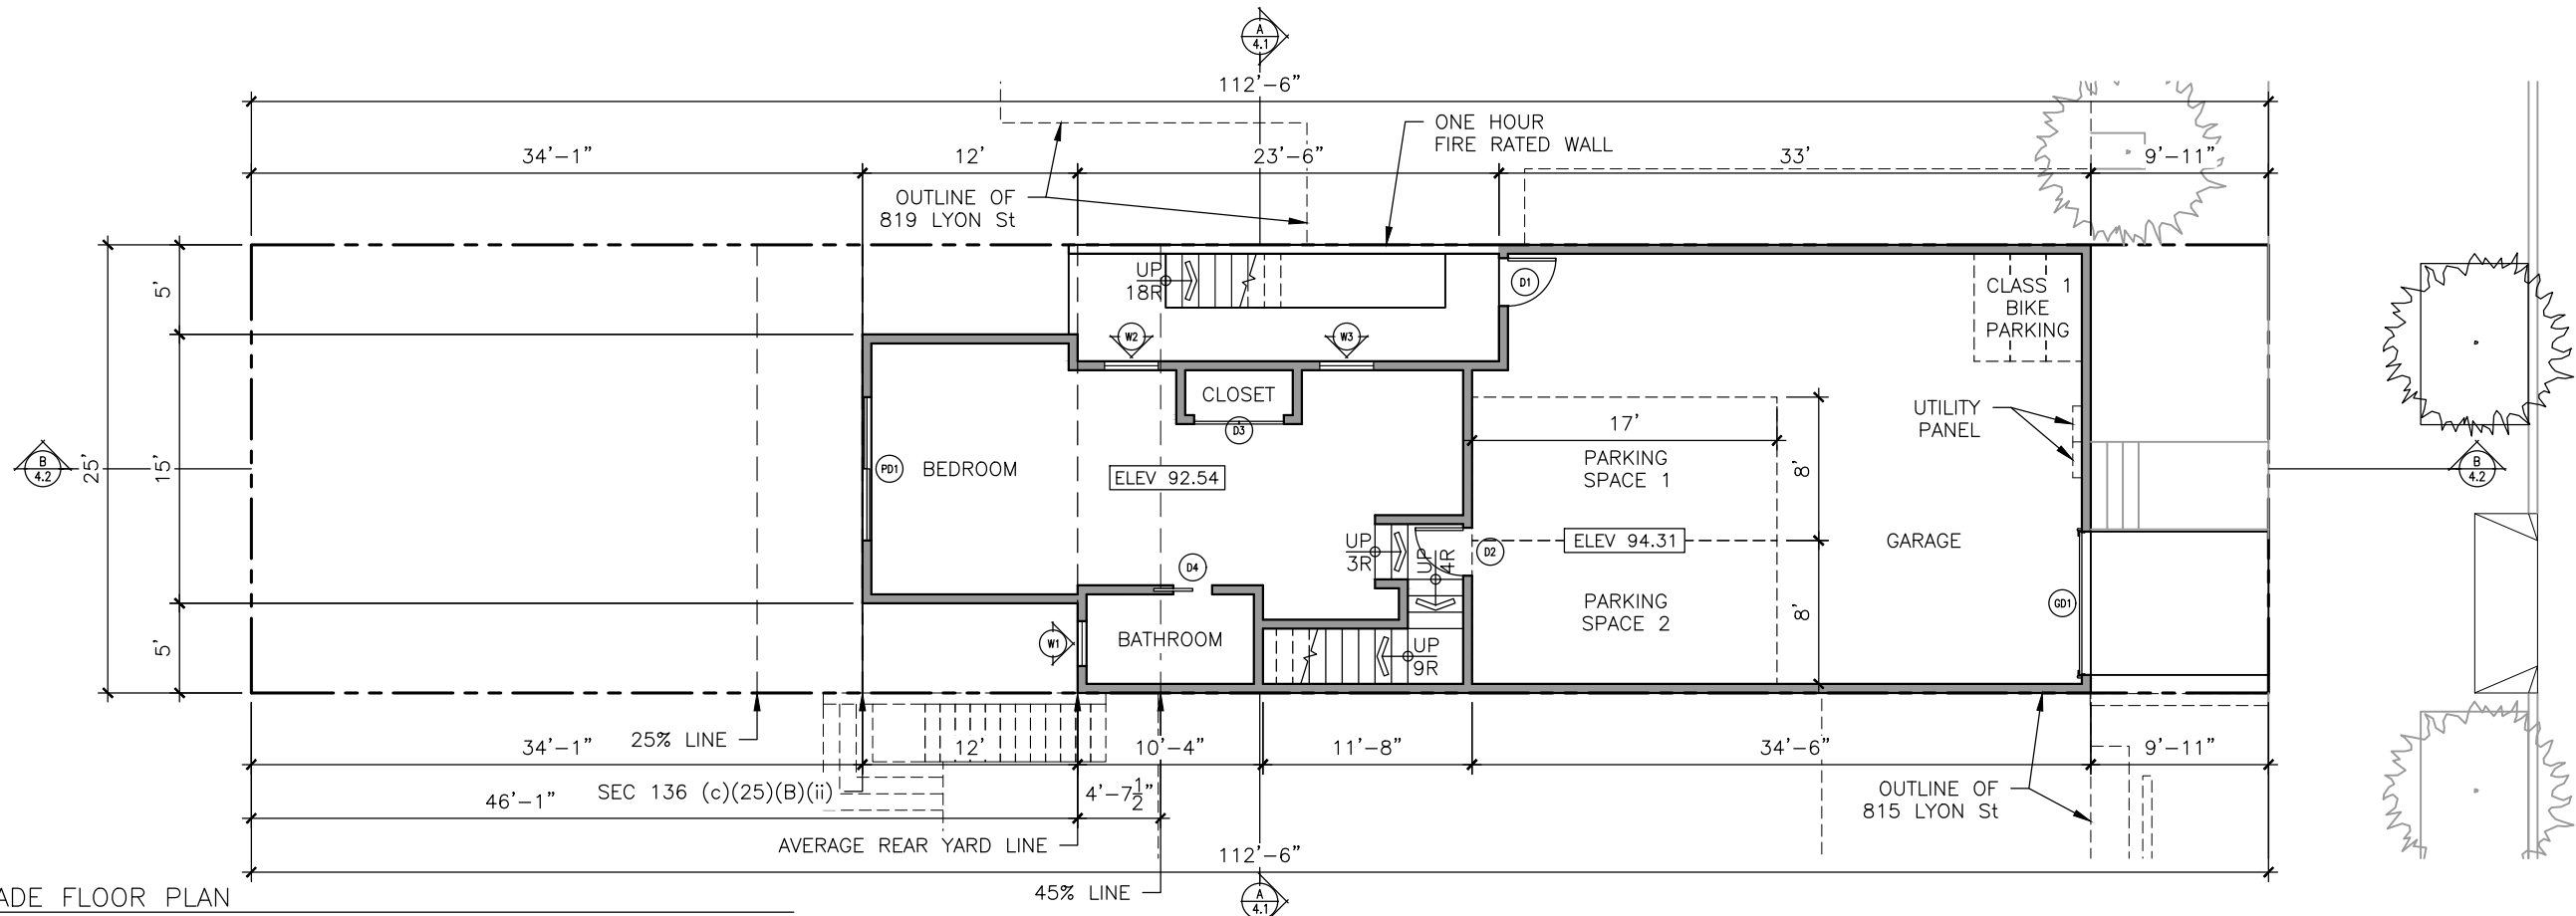 A
4.1
112'-6"
ONE HOUR
FIRE RATED WALL
34'-1"
12'
23'-6"
33'
9'-11"
OUTLINE OF
819 LYON St
5'
UP
18R
D1
CLASS 1
BIKE
PARKING
W2
W3
CLOSET
D3
17'
UTILITY
PANEL
B
4.2
25'
15'
PD1
BEDROOM
ELEV 92.54
PARKING
SPACE 1
8'
B
4.2
UP
3R
UP
4R
D2
ELEV 94.31
GARAGE
D4
GD1
5'
W1
BATHROOM
UP
9R
PARKING
SPACE 2
8'
34'-1"
25% LINE
12'
10'-4"
11'-8"
34'-6"
9'-11"
46'-1"
SEC 136 (c)(25)(B)(ii)
4'-7½"
OUTLINE OF
815 LYON St
AVERAGE REAR YARD LINE
112'-6"
45% LINE
ADE FLOOR PLAN
A
4.1